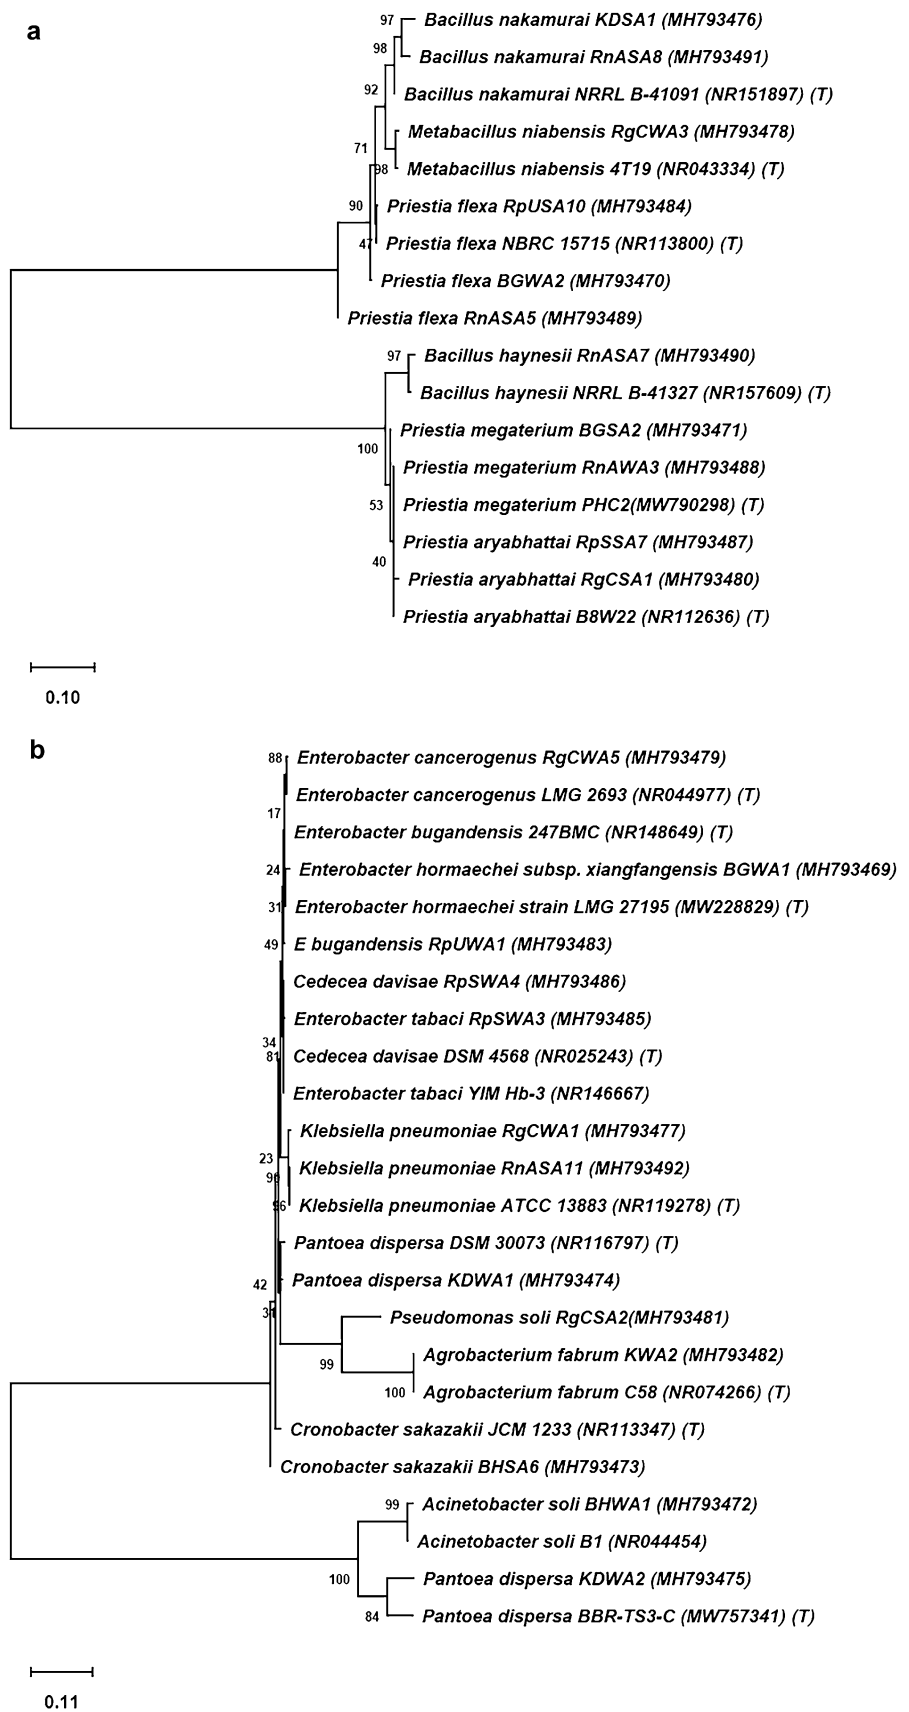 a
97 Bacillus nakamurai KDSA1 (MH793476)
98 Bacillus nakamurai RnASA8 (MH793491)
92 Bacillus nakamurai NRRL B-41091 (NR151897) (T)
Metabacillus niabensis RgCWA3 (MH793478)
71
98 Metabacillus niabensis 4T19 (NR043334) (T)
90 Priestia flexa RpUSA10 (MH793484)
47 Priestia flexa NBRC 15715 (NR113800) (T)
Priestia flexa BGWA2 (MH793470)
Priestia flexa RnASA5 (MH793489)
97 Bacillus haynesii RnASA7 (MH793490)
Bacillus haynesii NRRL B-41327 (NR157609) (T)
Priestia megaterium BGSA2 (MH793471)
100
Priestia megaterium RnAWA3 (MH793488)
53 Priestia megaterium PHC2(MW790298) (T)
Priestia aryabhattai RpSSA7 (MH793487)
40
Priestia aryabhattai RgCSA1 (MH793480)
Priestia aryabhattai B8W22 (NR112636) (T)
0.10
b
88 Enterobacter cancerogenus RgCWA5 (MH793479)
Enterobacter cancerogenus LMG 2693 (NR044977) (T)
17
Enterobacter bugandensis 247BMC (NR148649) (T)
24 Enterobacter hormaechei subsp. xiangfangensis BGWA1 (MH793469)
31 Enterobacter hormaechei strain LMG 27195 (MW228829) (T)
49 E bugandensis RpUWA1 (MH793483)
Cedecea davisae RpSWA4 (MH793486)
Enterobacter tabaci RpSWA3 (MH793485)
34
81 Cedecea davisae DSM 4568 (NR025243) (T)
Enterobacter tabaci YIM Hb-3 (NR146667)
Klebsiella pneumoniae RgCWA1 (MH793477)
23
Klebsiella pneumoniae RnASA11 (MH793492)
96 Klebsiella pneumoniae ATCC 13883 (NR119278) (T)
Pantoea dispersa DSM 30073 (NR116797) (T)
42 Pantoea dispersa KDWA1 (MH793474)
31 Pseudomonas soli RgCSA2(MH793481)
99 Agrobacterium fabrum KWA2 (MH793482)
100 Agrobacterium fabrum C58 (NR074266) (T)
Cronobacter sakazakii JCM 1233 (NR113347) (T)
Cronobacter sakazakii BHSA6 (MH793473)
99 Acinetobacter soli BHWA1 (MH793472)
Acinetobacter soli B1 (NR044454)
100 Pantoea dispersa KDWA2 (MH793475)
84 Pantoea dispersa BBR-TS3-C (MW757341) (T)
0.11